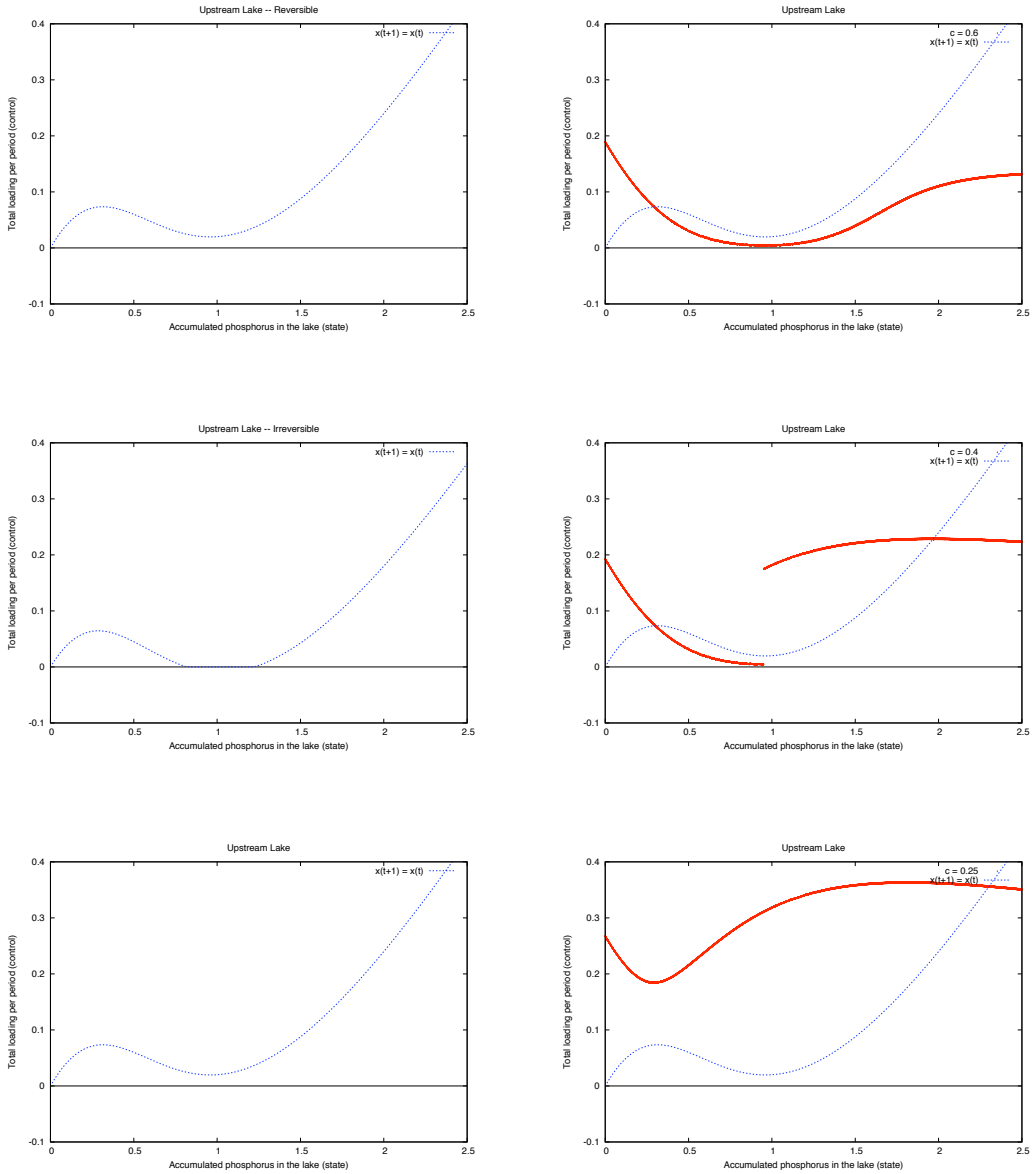 Upstream Lake -- Reversible
x(t+1) = x(t)
Total loading per period (control)
0.4
0.3
0.2
0.1
0
-0.1
0 0.5 1 1.5 2 2.5
Accumulated phosphorus in the lake (state)
Upstream Lake
c = 0.6
x(t+1) = x(t)
Total loading per period (control)
0.4
0.3
0.2
0.1
0
-0.1
0 0.5 1 1.5 2 2.5
Accumulated phosphorus in the lake (state)
Upstream Lake -- Irreversible
x(t+1) = x(t)
Total loading per period (control)
0.4
0.3
0.2
0.1
0
-0.1
0 0.5 1 1.5 2 2.5
Accumulated phosphorus in the lake (state)
Upstream Lake
c = 0.4
x(t+1) = x(t)
Total loading per period (control)
0.4
0.3
0.2
0.1
0
-0.1
0 0.5 1 1.5 2 2.5
Accumulated phosphorus in the lake (state)
Upstream Lake
x(t+1) = x(t)
Total loading per period (control)
0.4
0.3
0.2
0.1
0
-0.1
0 0.5 1 1.5 2 2.5
Accumulated phosphorus in the lake (state)
Upstream Lake
c = 0.25
x(t+1) = x(t)
Total loading per period (control)
0.4
0.3
0.2
0.1
0
-0.1
0 0.5 1 1.5 2 2.5
Accumulated phosphorus in the lake (state)